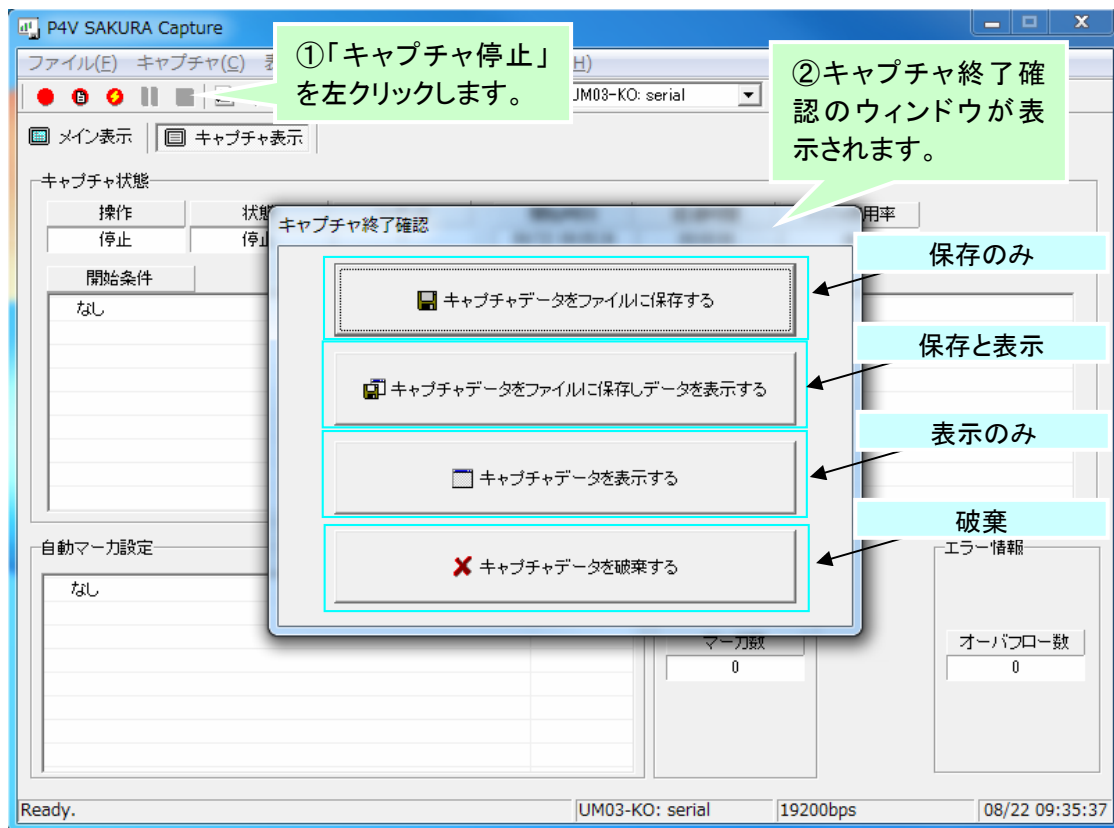 P4V SAKURA Capture
ファイル(F) キャプチャ(C) H)
①「キャプチャ停止」
を左クリックします。
②キャプチャ終了確
認のウィンドウが表
示されます。
UM03-KO: serial
メイン表示 キャプチャ表示
キャプチャ状態
操作 状態 用率
停止
開始条件
なし
キャプチャ終了確認
キャプチャデータをファイルに保存する
保存のみ
キャプチャデータをファイルに保存しデータを表示する
保存と表示
キャプチャデータを表示する
表示のみ
キャプチャデータを破棄する
破棄
自動マーカ設定
なし
エラー情報
マーカ数
0
オーバフロー数
0
Ready. UM03-KO: serial 19200bps 08/22 09:35:37